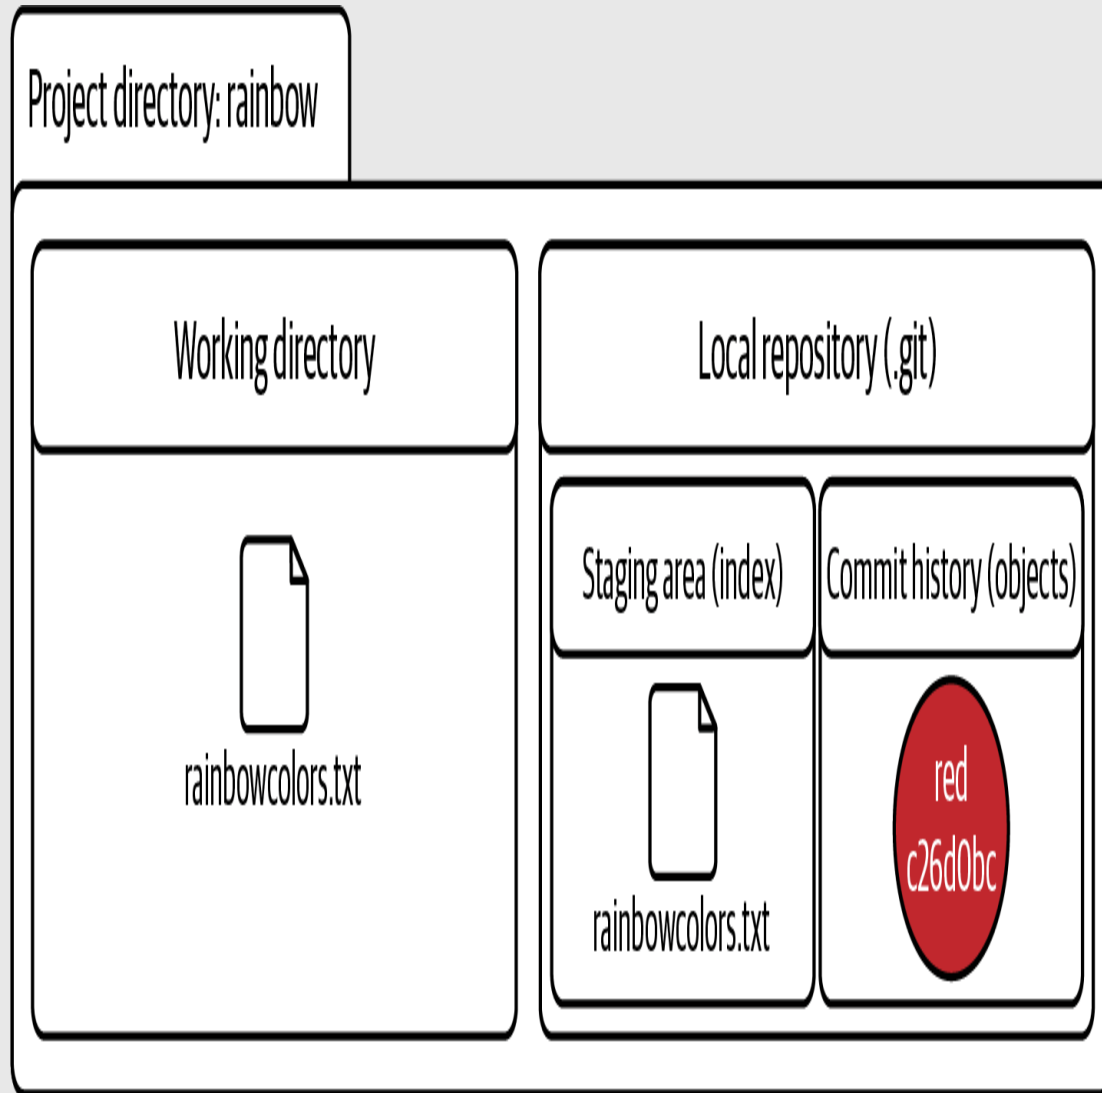 Project directory: rainbow
Working directory
Local repository (.git)
Staging area (index)
Commit history (objects)
rainbowcolors.txt
rainbowcolors.txt
red
c26d0bc